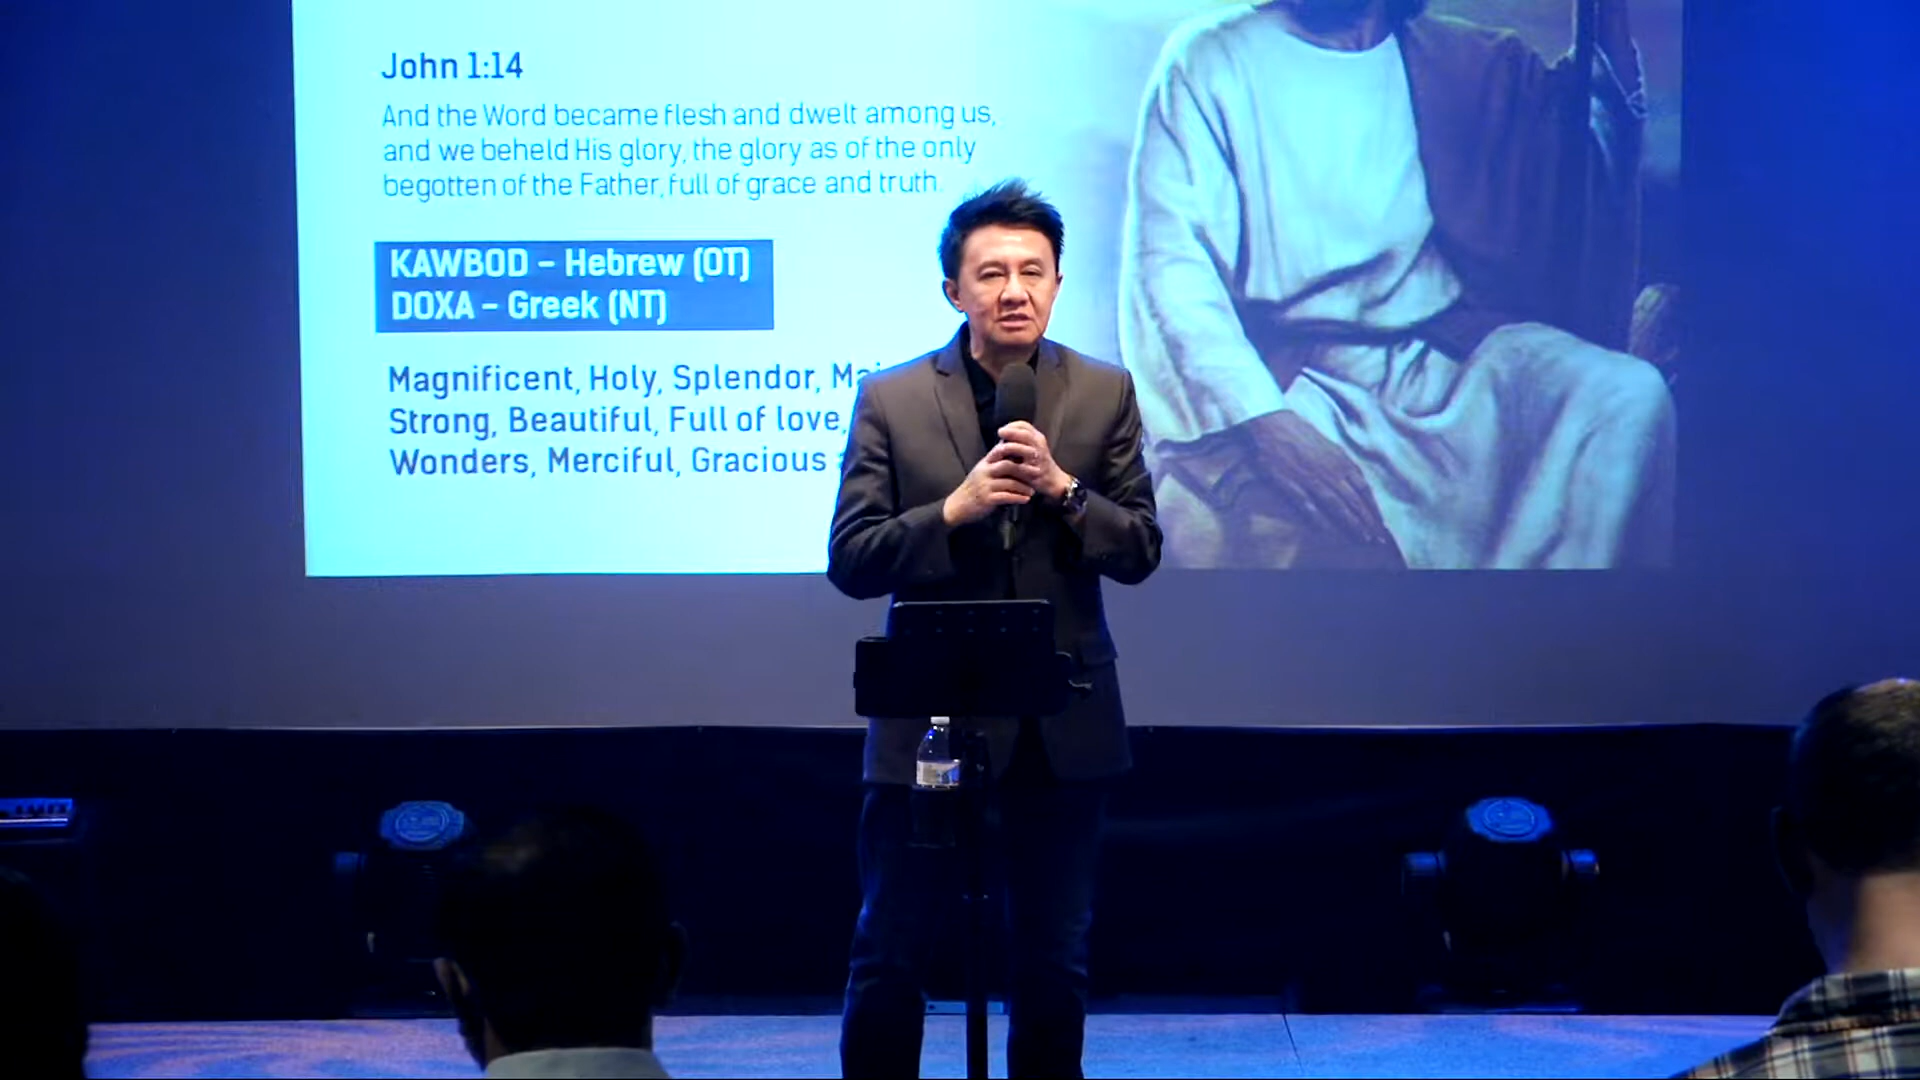 John 1:14
And the Word became flesh and dwelt among us,
and we beheld His glory, the glory as of the only
begotten of the Father, full of grace and truth.
KAWBOD – Hebrew (OT)
DOXA – Greek (NT)
Magnificent, Holy, Splendor,
Strong, Beautiful, Full of love,
Wonders, Merciful, Gracious